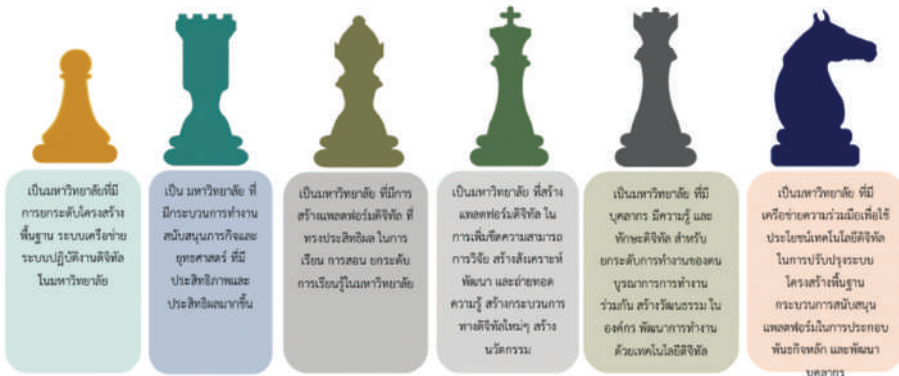 เป็นมหาวิทยาลัยที่มี
การยกระดับโครงสร้าง
พื้นฐาน ระบบเครือข่าย
ระบบปฏิบัติงานดิจิทัล
ในมหาวิทยาลัย
เป็น มหาวิทยาลัย ที่
มีกระบวนการทำงาน
สนับสนุนภารกิจและ
ยุทธศาสตร์ ที่มี
ประสิทธิภาพและ
ประสิทธิผลมากขึ้น
เป็นมหาวิทยาลัย ที่มีการ
สร้างแพลตฟอร์มดิจิทัล ที่
ทรงประสิทธิผล ในการ
เรียน การสอน ยกระดับ
การเรียนรู้ในมหาวิทยาลัย
เป็นมหาวิทยาลัย ที่สร้าง
แพลตฟอร์มดิจิทัล ใน
การเพิ่มขีดความสามารถ
การวิจัย สร้างสังเคราะห์
พัฒนา และถ่ายทอด
ความรู้ สร้างกระบวนการ
ทางดิจิทัลใหม่ๆ สร้าง
นวัตกรรม
เป็นมหาวิทยาลัย ที่มี
บุคลากร มีความรู้ และ
ทักษะดิจิทัล สำหรับ
ยกระดับการทำงานของคน
บูรณาการการทำงาน
ร่วมกัน สร้างวัฒนธรรม ใน
องค์กร พัฒนาการทำงาน
ด้วยเทคโนโลยีดิจิทัล
เป็นมหาวิทยาลัย ที่มี
เครือข่ายความร่วมมือเพื่อใช้
ประโยชน์เทคโนโลยีดิจิทัล
ในการปรับปรุงระบบ
โครงสร้างพื้นฐาน
กระบวนการสนับสนุน
แพลตฟอร์มในการประกอบ
พันธกิจหลัก และพัฒนา
บุคลากร